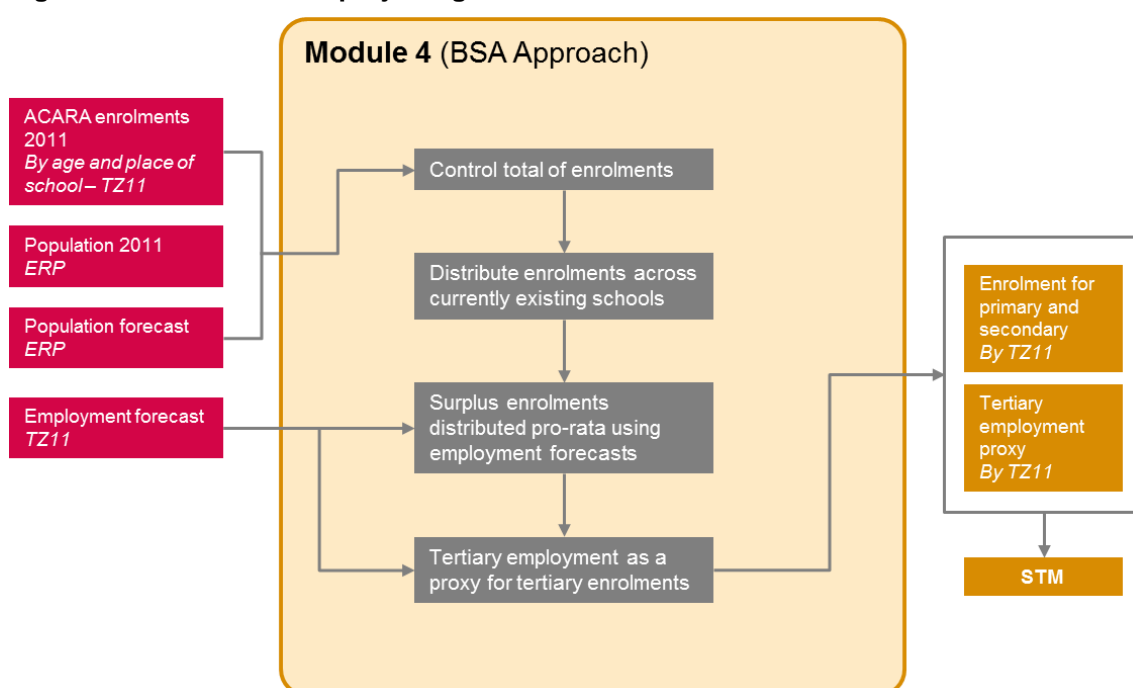 Module 4 (BSA Approach)
ACARA enrolments
2011
By age and place of
school – TZ11
Population 2011
ERP
Population forecast
ERP
Employment forecast
TZ11
Control total of enrolments
Distribute enrolments across
currently existing schools
Surplus enrolments
distributed pro-rata using
employment forecasts
Tertiary employment as a
proxy for tertiary enrolments
Enrolment for
primary and
secondary
By TZ11
Tertiary
employment
proxy
By TZ11
STM